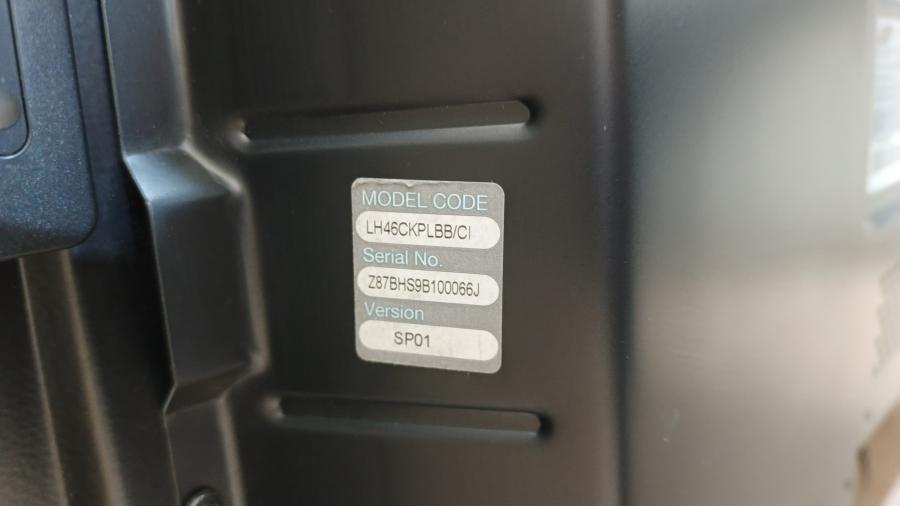 MODEL CODE
LH46CKPLBB/CI
Serial No.
Z87BHS9B100066J
Version
SP01